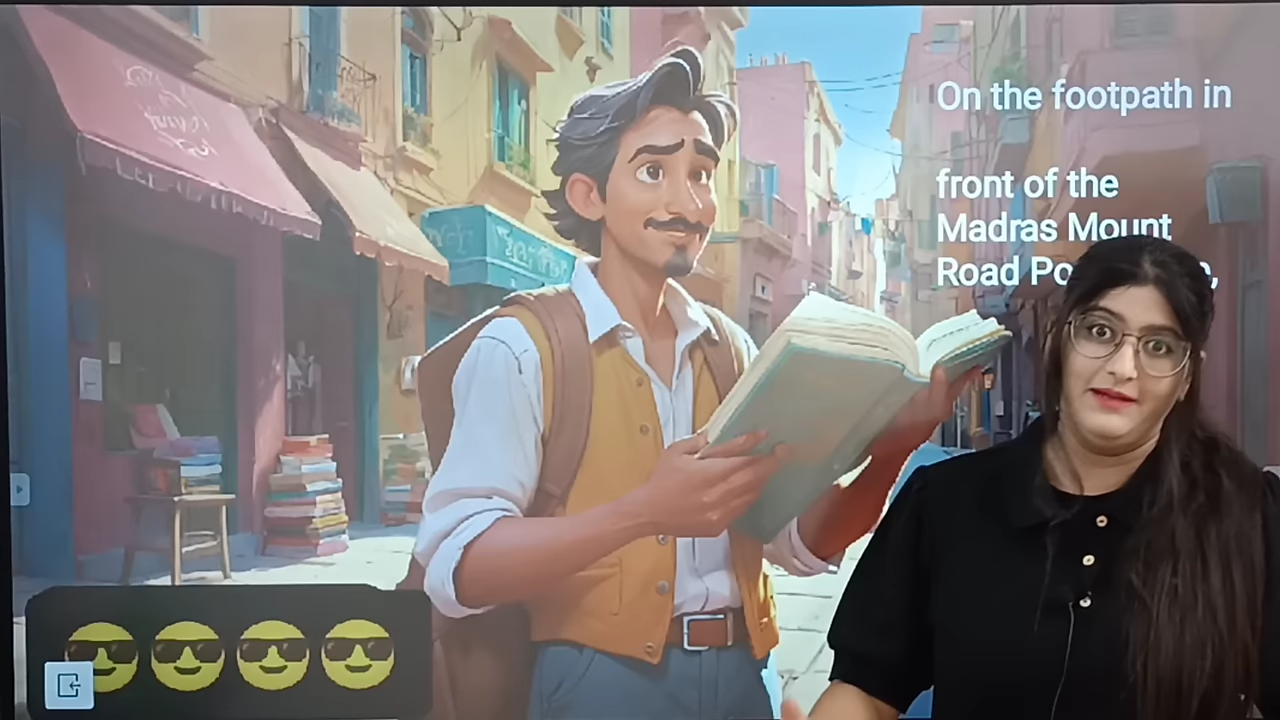 On the footpath in
front of the
Madras Mount
Road